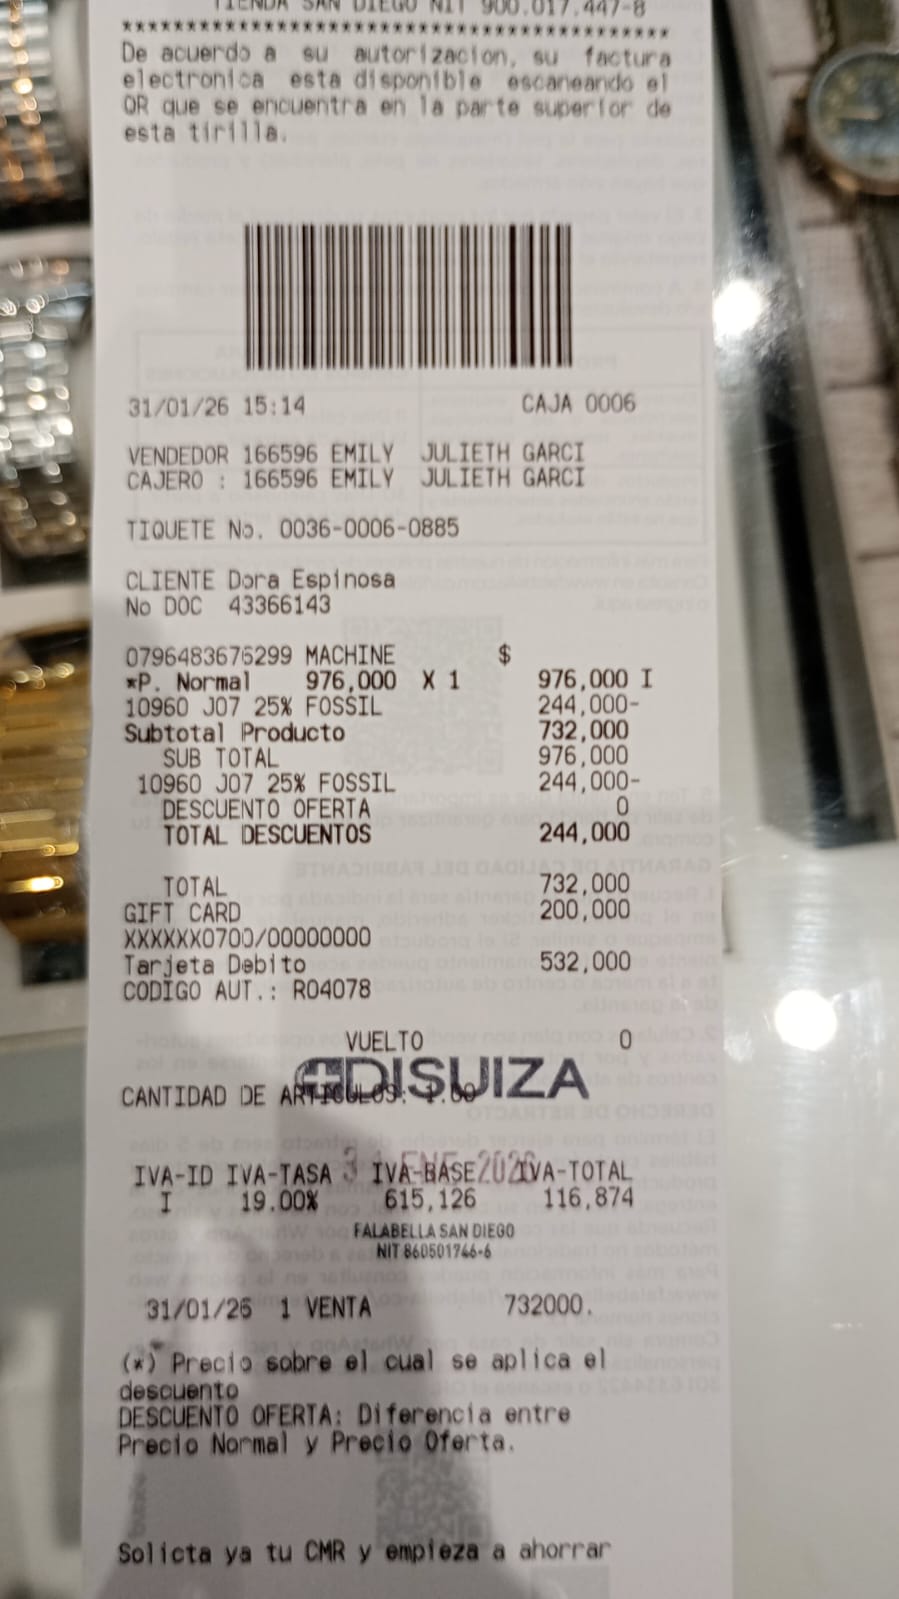 TIENDA SAN DIEGO NIT 900.017.447-8
********************************************
De acuerdo a su autorizacion, su factura
electronica esta disponible escaneando el
QR que se encuentra en la parte superior de
esta tirilla.
31/01/26 15:14 CAJA 0006
VENDEDOR 166596 EMILY JULIETH GARCI
CAJERO : 166596 EMILY JULIETH GARCI
TIQUETE No. 0036-0006-0885
CLIENTE Dora Espinosa
No DOC 43366143
0796483676299 MACHINE $
*P. Normal 976,000 X 1 976,000 I
10960 J07 25% FOSSIL 244,000-
Subtotal Producto 732,000
SUB TOTAL 976,000
10960 J07 25% FOSSIL 244,000-
DESCUENTO OFERTA 0
TOTAL DESCUENTOS 244,000
TOTAL 732,000
GIFT CARD 200,000
XXXXXX0700/00000000
Tarjeta Debito 532,000
CODIGO AUT.: R04078
VUELTO 0
DISUIZA
CANTIDAD DE ARTICULOS: 1.00
31 ENE 2026
IVA-ID IVA-TASA IVA-BASE IVA-TOTAL
I 19.00% 615,126 116,874
FALABELLA SAN DIEGO
NIT 860501746-6
31/01/26 1 VENTA 732000.
(*) Precio sobre el cual se aplica el
descuento
DESCUENTO OFERTA: Diferencia entre
Precio Normal y Precio Oferta.
Solicta ya tu CMR y empieza a ahorrar